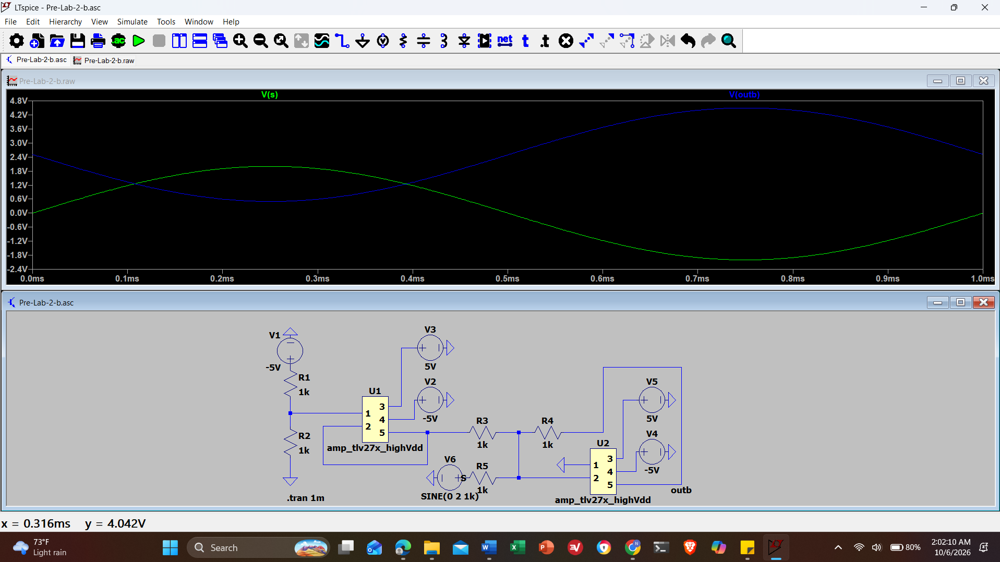 LTspice - Pre-Lab-2-b.asc
File Edit Hierarchy View Simulate Tools Window Help
.ac net t .t
Pre-Lab-2-b.asc Pre-Lab-2-b.raw
Pre-Lab-2-b.raw
V(s) V(outb)
4.8V
4.2V
3.6V
3.0V
2.4V
1.8V
1.2V
0.6V
0.0V
-0.6V
-1.2V
-1.8V
-2.4V
0.0ms 0.1ms 0.2ms 0.3ms 0.4ms 0.5ms 0.6ms 0.7ms 0.8ms 0.9ms 1.0ms
Pre-Lab-2-b.asc
V1
-5V
R1
1k
R2
1k
.tran 1m
U1
1
2
3
4
5
amp_tlv27x_highVdd
V3
5V
V2
-5V
R3
1k
R4
1k
V6
S
SINE(0 2 1k)
R5
1k
U2
1
2
3
4
5
amp_tlv27x_highVdd
V5
5V
V4
-5V
outb
x = 0.316ms y = 4.042V
73°F
Light rain
Search
80%
2:02:10 AM
10/6/2026